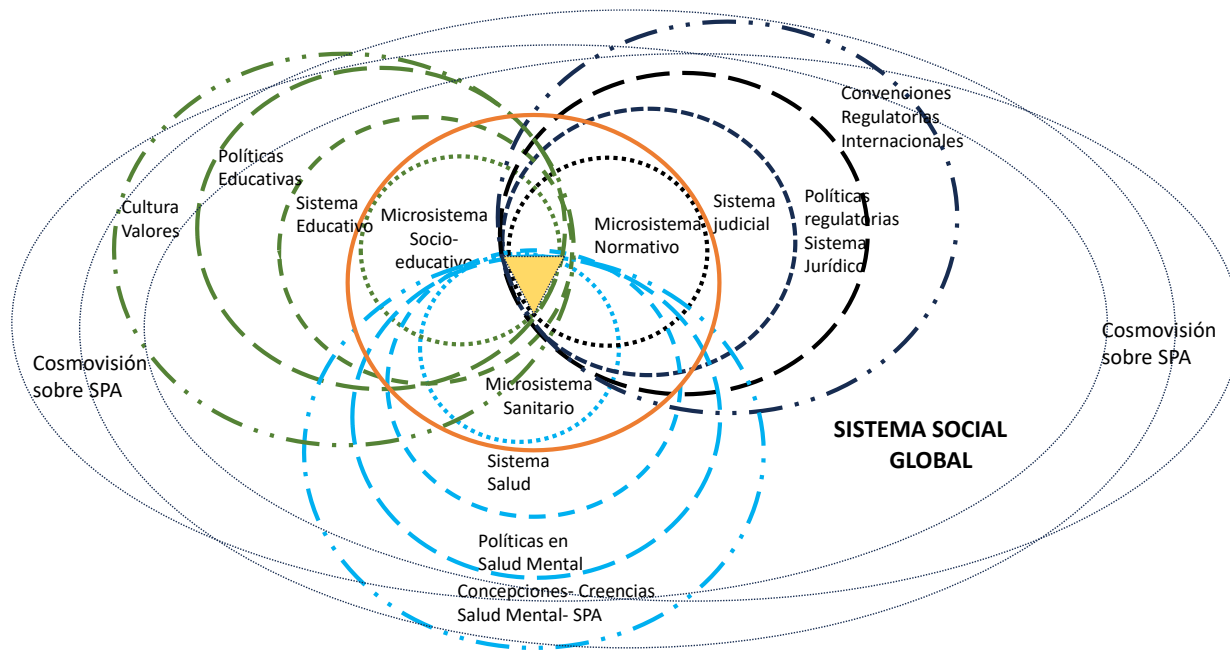 Convenciones
Regulatorias
Internacionales
Políticas
Educativas
Cultura
Valores
Sistema
Educativo
Microsistema
Socio-
educativo
Microsistema
Normativo
Sistema
judicial
Políticas
regulatorias
Sistema
Jurídico
Cosmovisión
sobre SPA
Cosmovisión
sobre SPA
Microsistema
Sanitario
SISTEMA SOCIAL
GLOBAL
Sistema
Salud
Políticas en
Salud Mental
Concepciones- Creencias
Salud Mental- SPA